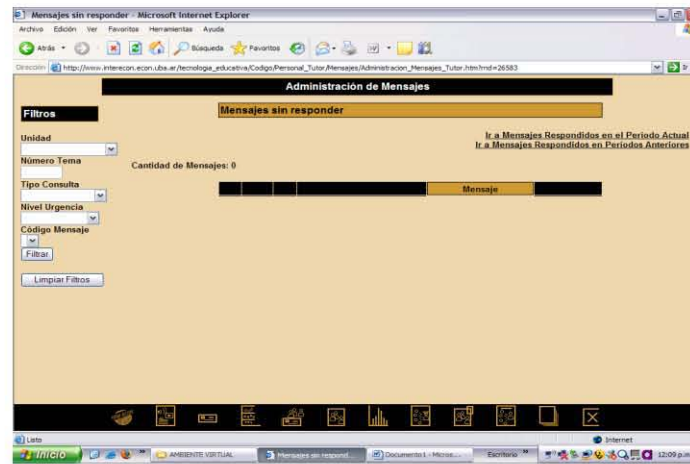 Mensajes sin responder - Microsoft Internet Explorer
Archivo Edición Ver Favoritos Herramientas Ayuda
Atrás Búsqueda Favoritos
Dirección http://www.interecon.econ.uba.ar/tecnologia_educativa/Codigo/Personal_Tutor/Mensajes/Administracion_Mensajes_Tutor.htm?rnd=26583 Ir
Administración de Mensajes
Filtros
Mensajes sin responder
Ir a Mensajes Respondidos en el Periodo Actual
Ir a Mensajes Respondidos en Periodos Anteriores
Unidad
Número Tema
Cantidad de Mensajes: 0
Tipo Consulta
Mensaje
Nivel Urgencia
Código Mensaje
Filtrar
Limpiar Filtros
Listo Internet
Inicio AMBIENTE VIRTUAL Mensajes sin respond... Documento1 - Micros... Escritorio 12:09 p.m.